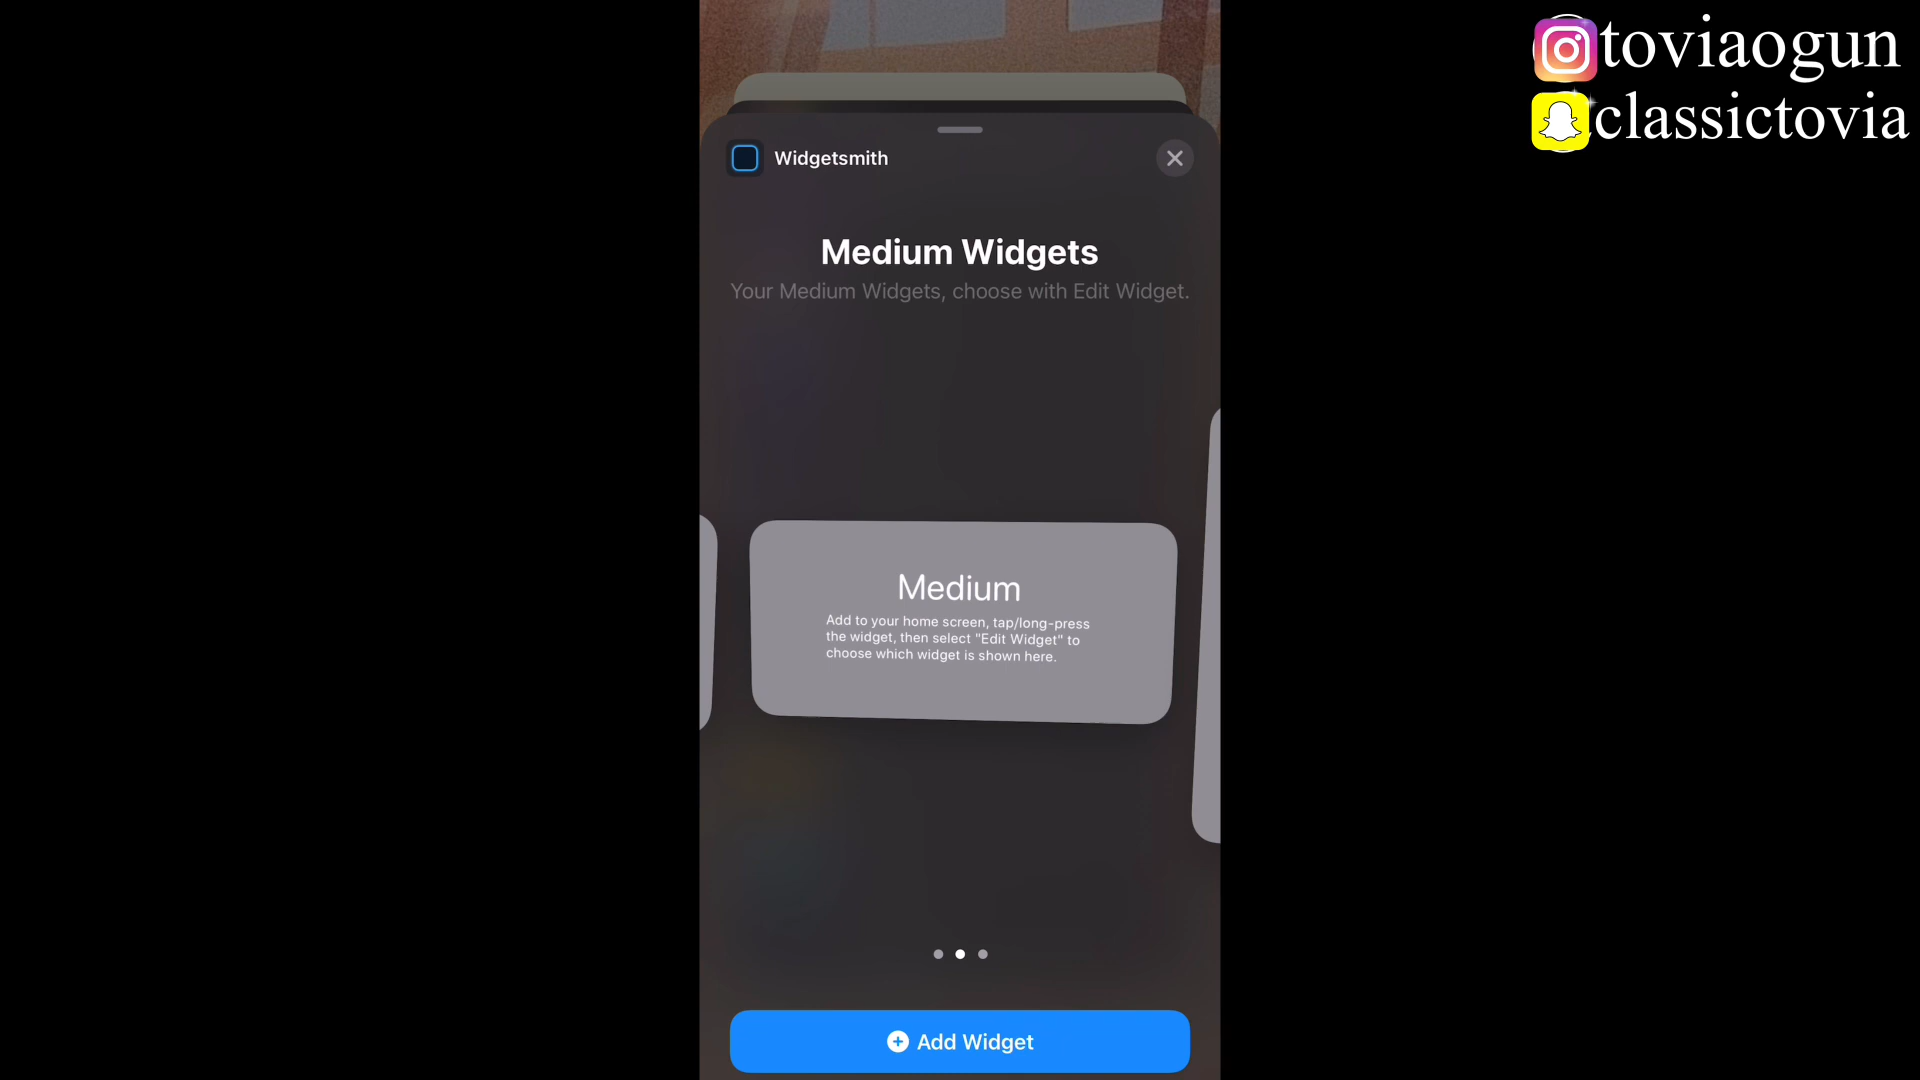 toviaogun
classictovia
Widgetsmith
Medium Widgets
Your Medium Widgets, choose with Edit Widget.
Medium
Add to your home screen, tap/long-press
the widget, then select "Edit Widget" to
choose which widget is shown here.
Add Widget